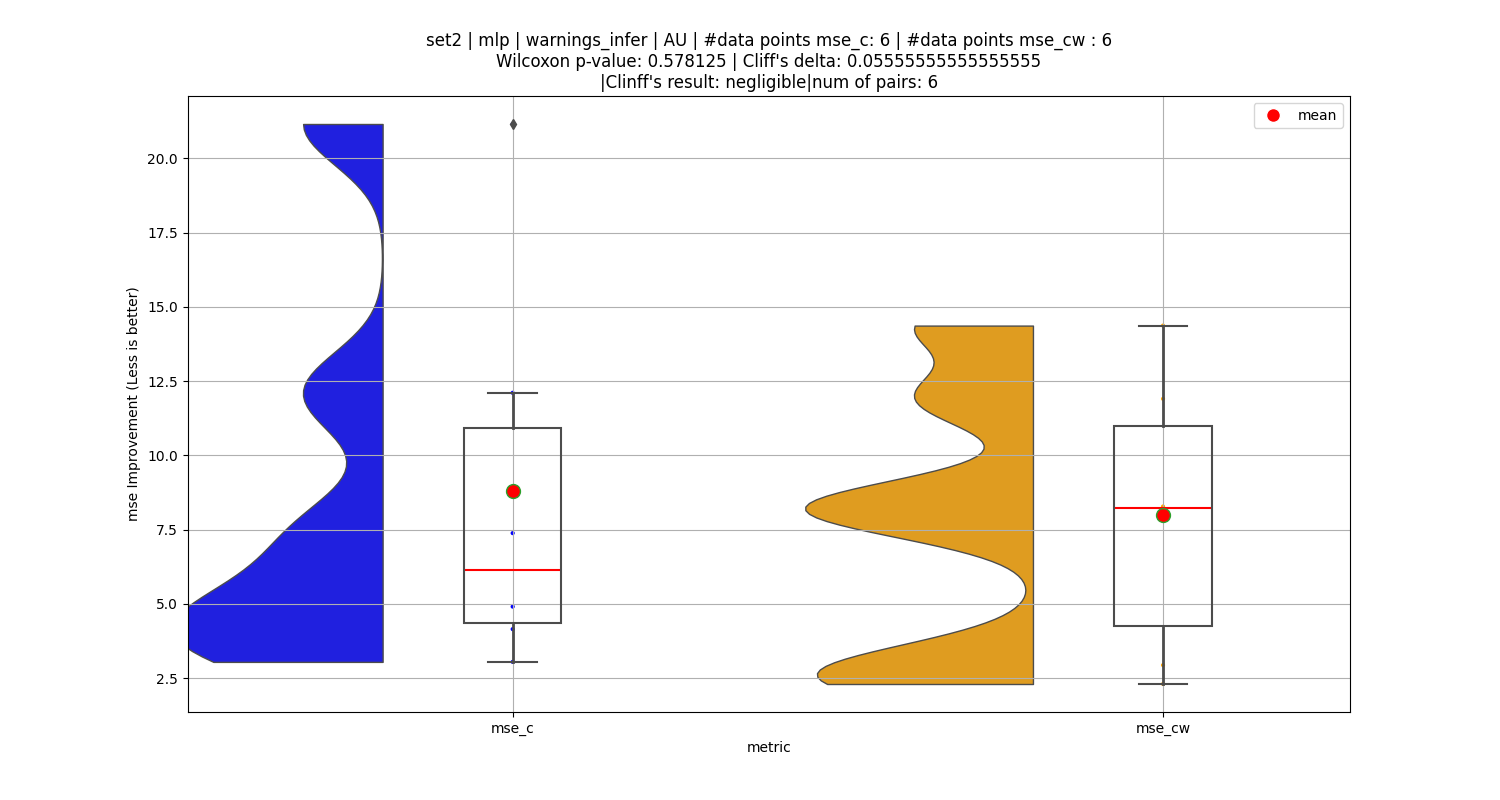 set2 | mlp | warnings_infer | AU | #data points mse_c: 6 | #data points mse_cw : 6
Wilcoxon p-value: 0.578125 | Cliff's delta: 0.05555555555555555
|Clinff's result: negligible|num of pairs: 6
mean
20.0
17.5
15.0
12.5
10.0
7.5
5.0
2.5
mse Improvement (Less is better)
mse_c
mse_cw
metric